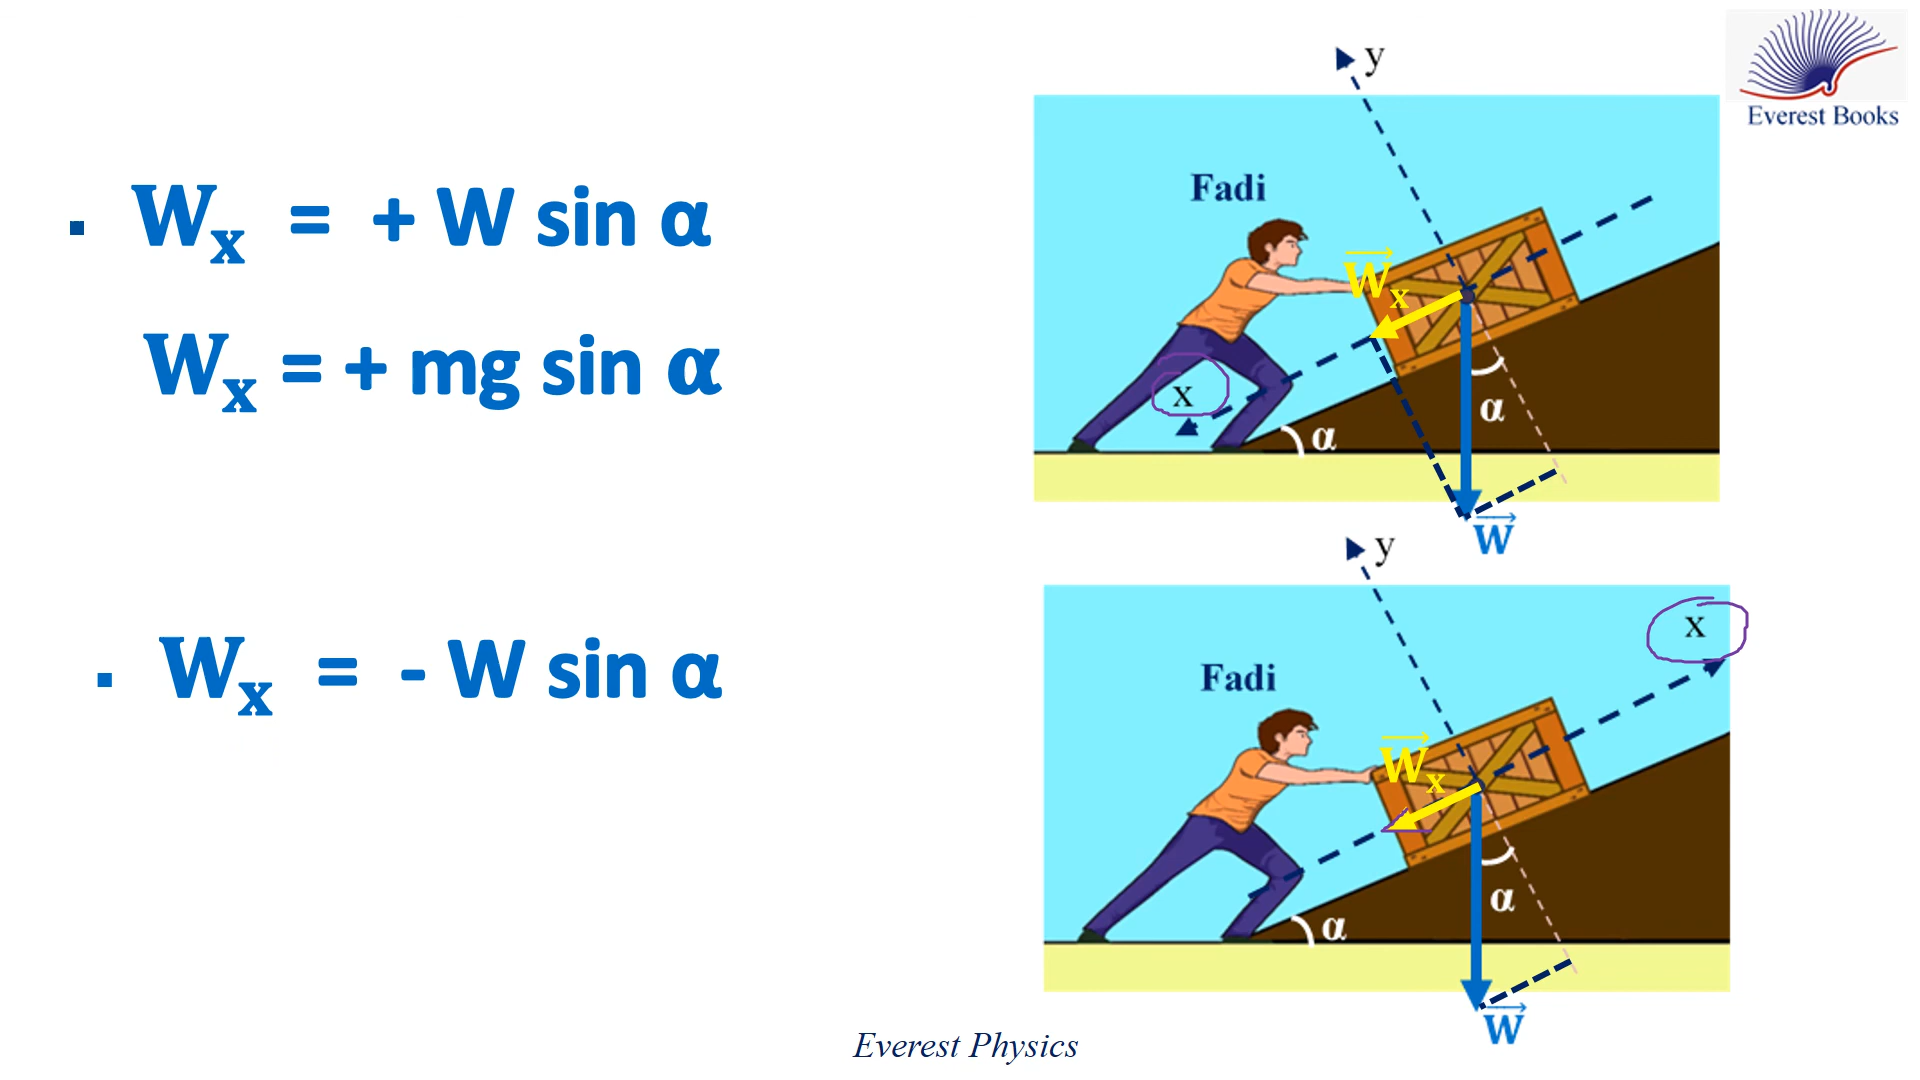 Wx = + W sin α
Wx = + mg sin α
Wx = - W sin α
y
Fadi
Wx
x
α
α
W
y
x
Fadi
Wx
α
α
W
Everest Books
Everest Physics